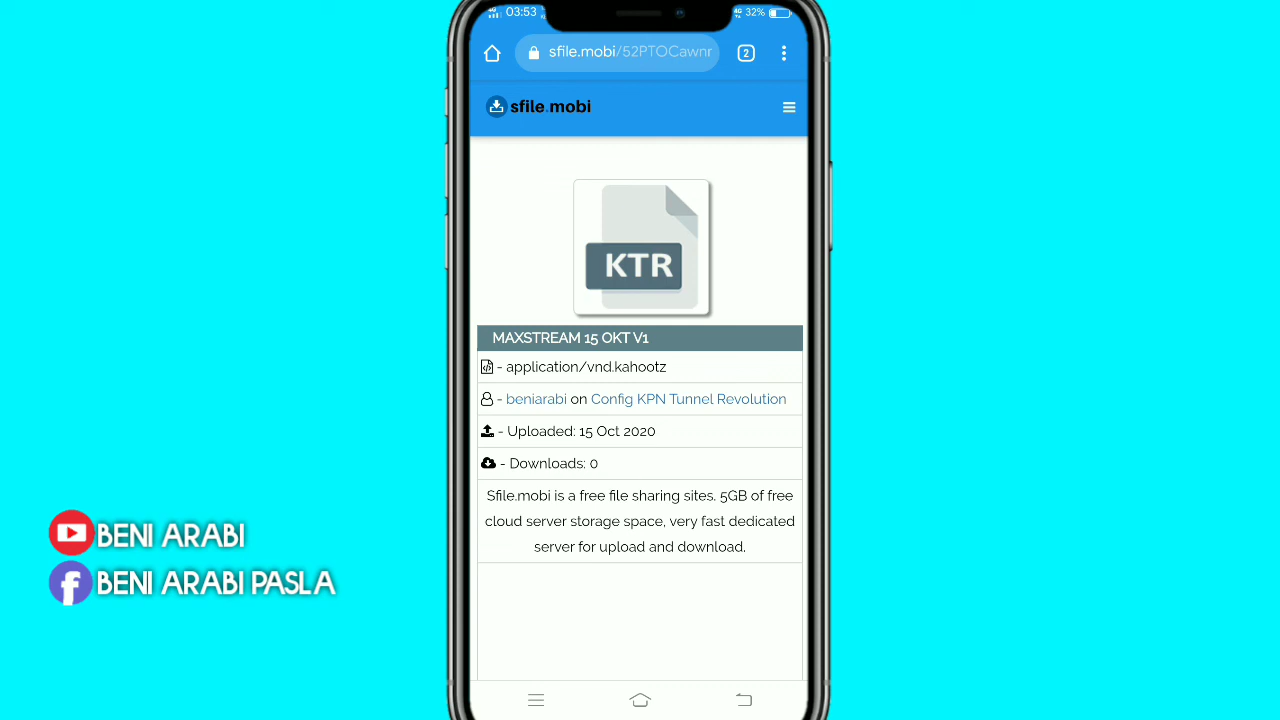 03:53
32%
sfile.mobi/52PTOCawnr
2
sfile.mobi
KTR
MAXSTREAM 15 OKT V1
- application/vnd.kahootz
- beniarabi on Config KPN Tunnel Revolution
- Uploaded: 15 Oct 2020
- Downloads: 0
Sfile.mobi is a free file sharing sites. 5GB of free
cloud server storage space, very fast dedicated
server for upload and download.
BENI ARABI
BENI ARABI PASLA